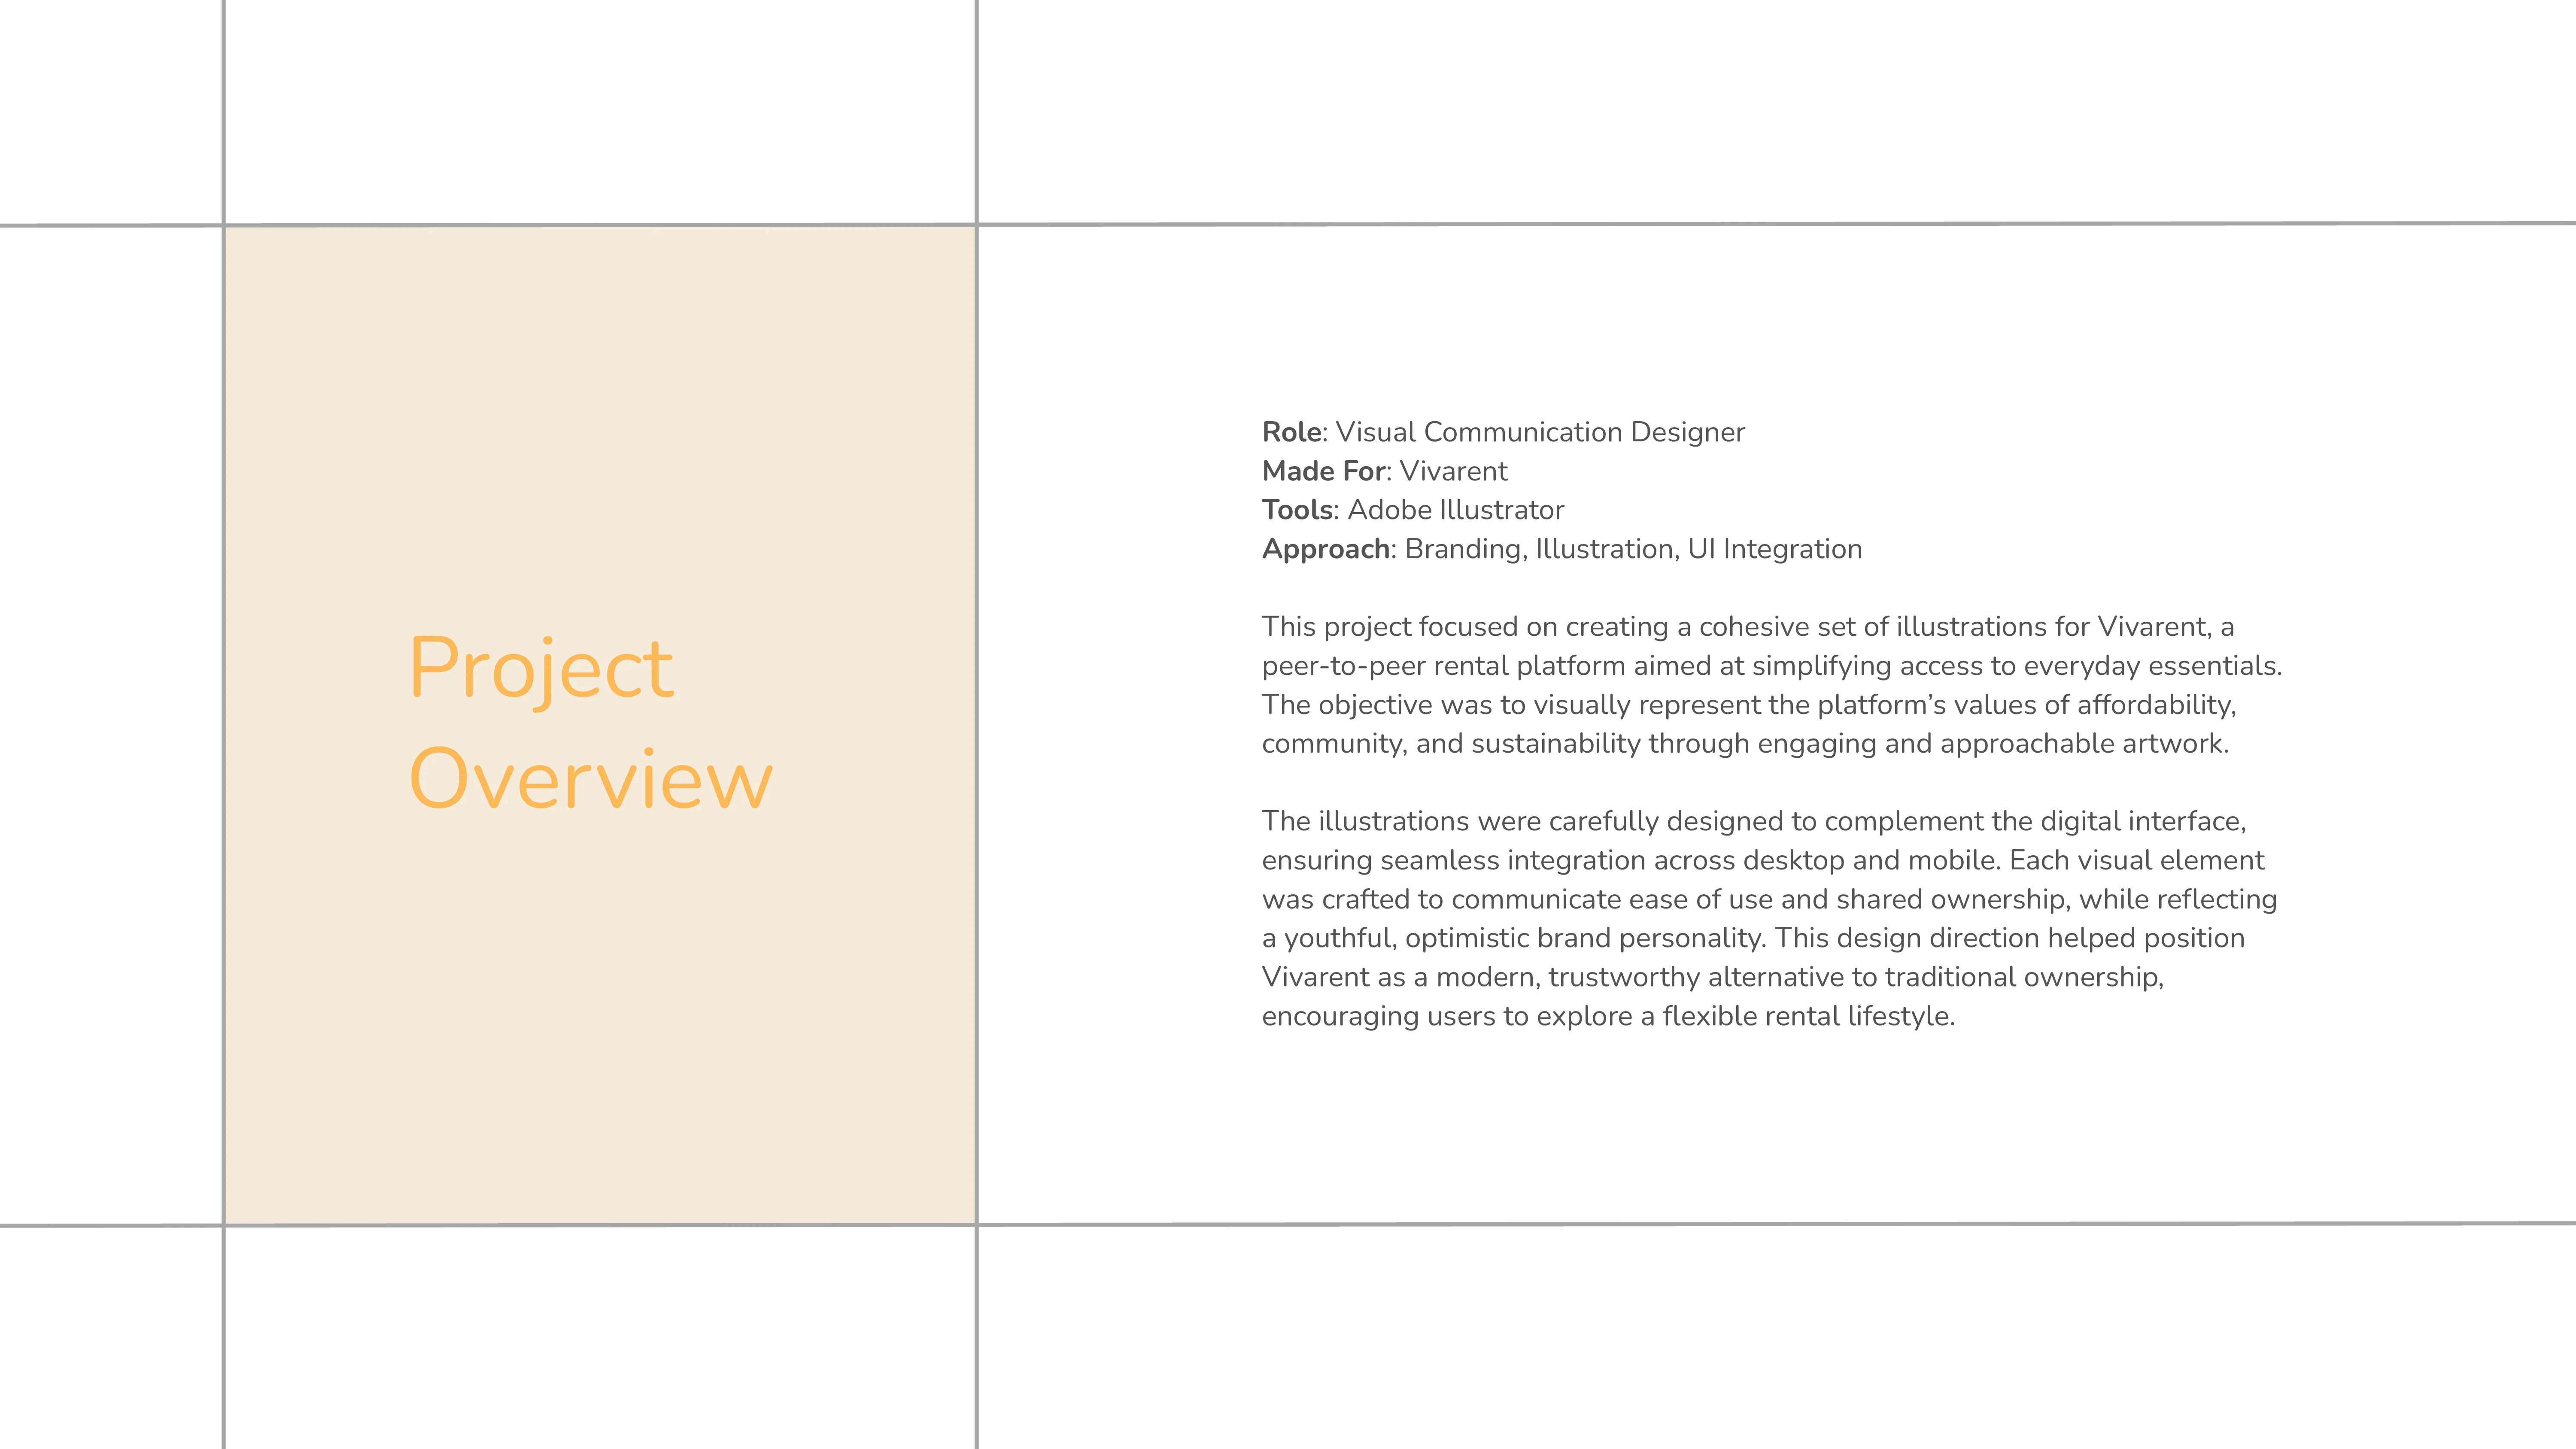 Project
Overview
Role: Visual Communication Designer
Made For: Vivarent
Tools: Adobe Illustrator
Approach: Branding, Illustration, UI Integration
This project focused on creating a cohesive set of illustrations for Vivarent, a
peer-to-peer rental platform aimed at simplifying access to everyday essentials.
The objective was to visually represent the platform’s values of affordability,
community, and sustainability through engaging and approachable artwork.
The illustrations were carefully designed to complement the digital interface,
ensuring seamless integration across desktop and mobile. Each visual element
was crafted to communicate ease of use and shared ownership, while reflecting
a youthful, optimistic brand personality. This design direction helped position
Vivarent as a modern, trustworthy alternative to traditional ownership,
encouraging users to explore a flexible rental lifestyle.